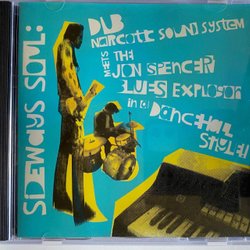 SIDEWAYS SOUL:
DUB
NARCOTIC SOUND SYSTEM
MEETS THE
JON SPENCER
BLUES EXPLOSION
in a DANCEHALL
STYLE!